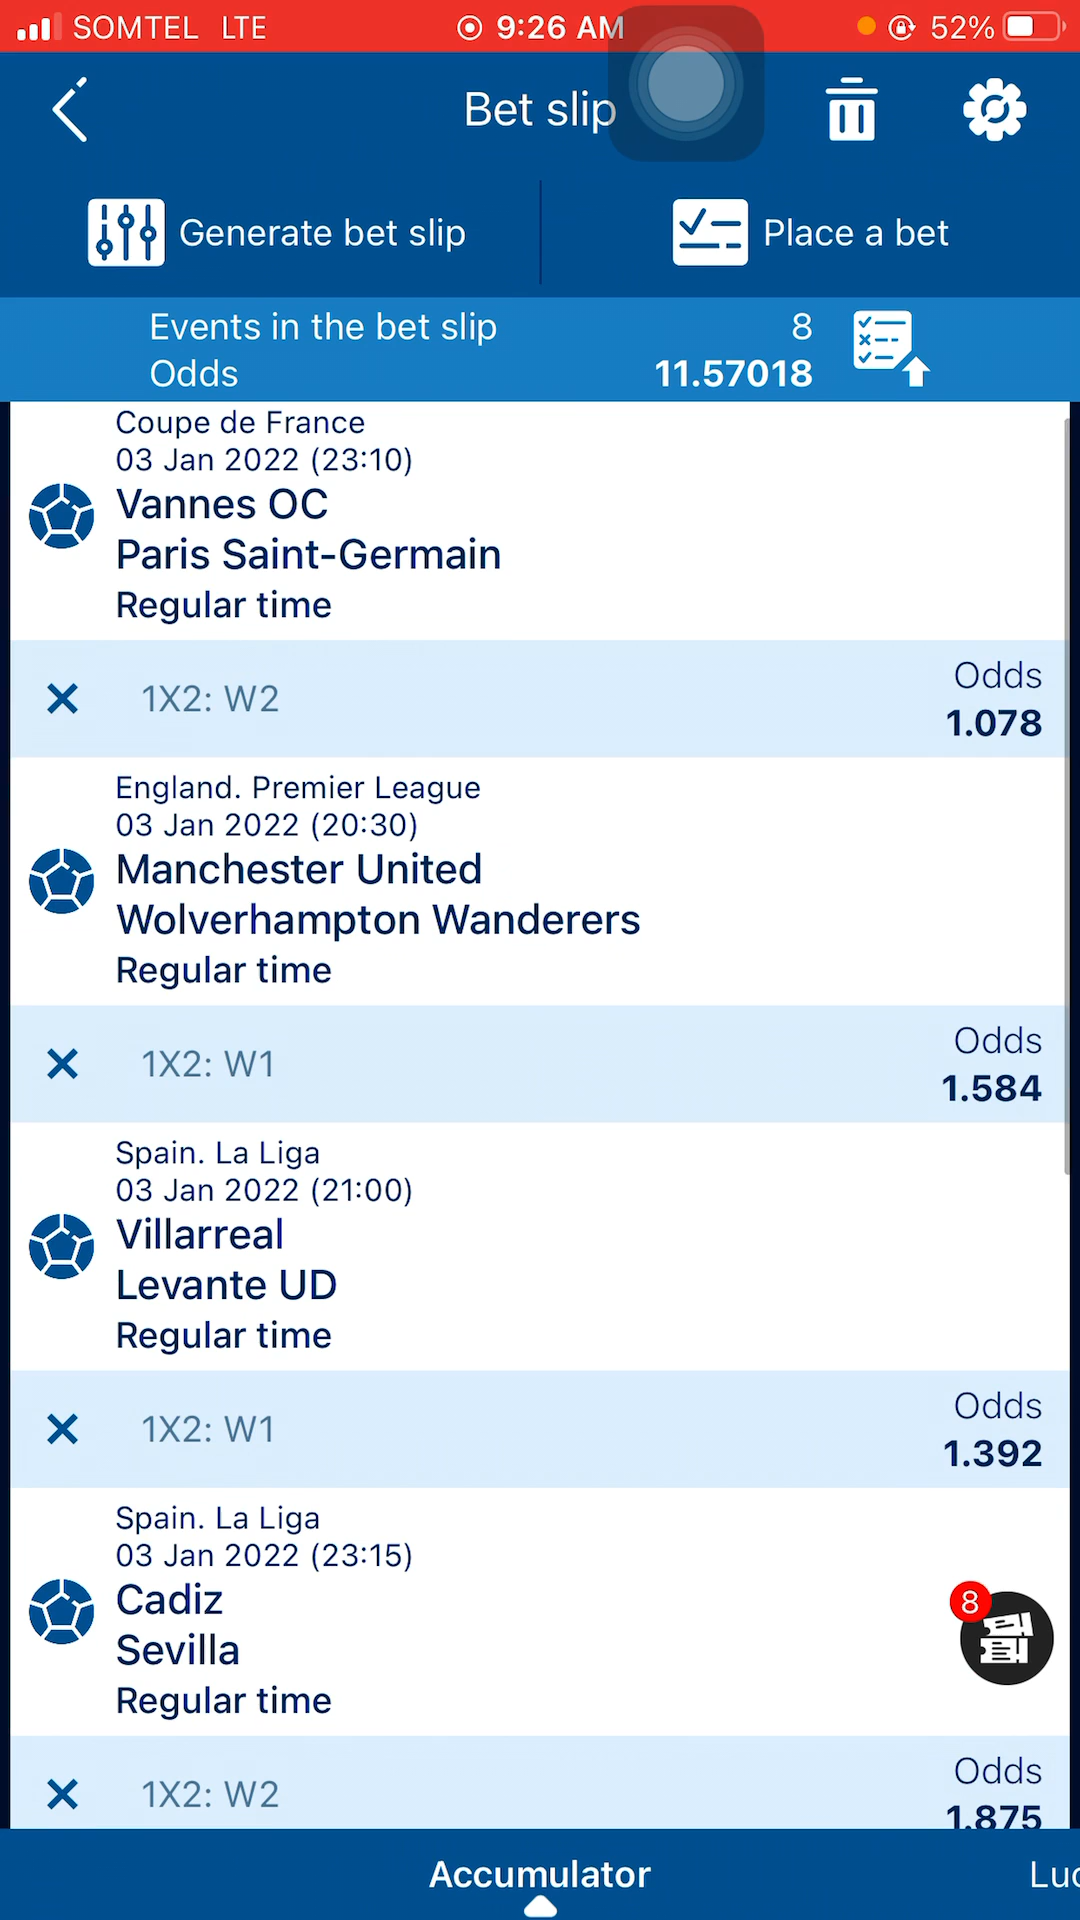 SOMTEL LTE 9:26 AM 52%
Bet slip
Generate bet slip
Place a bet
Events in the bet slip 8
Odds 11.57018
Coupe de France
03 Jan 2022 (23:10)
Vannes OC
Paris Saint-Germain
Regular time
Odds
1X2: W2
1.078
England. Premier League
03 Jan 2022 (20:30)
Manchester United
Wolverhampton Wanderers
Regular time
Odds
1X2: W1
1.584
Spain. La Liga
03 Jan 2022 (21:00)
Villarreal
Levante UD
Regular time
Odds
1X2: W1
1.392
Spain. La Liga
03 Jan 2022 (23:15)
Cadiz
8
Sevilla
Regular time
Odds
1X2: W2
1.875
Accumulator
Luc